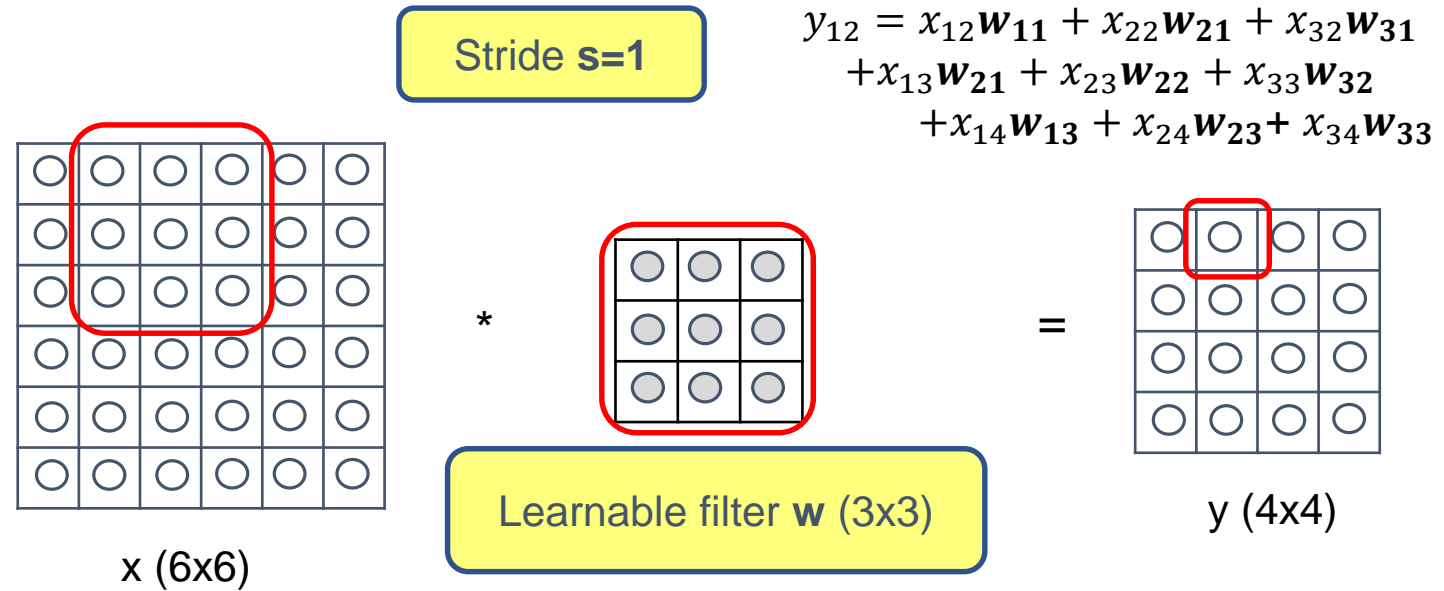 Stride s=1
y₁₂ = x₁₂w₁₁ + x₂₂w₂₁ + x₃₂w₃₁
+x₁₃w₂₁ + x₂₃w₂₂ + x₃₃w₃₂
+x₁₄w₁₃ + x₂₄w₂₃+ x₃₄w₃₃
*
=
Learnable filter w (3x3)
y (4x4)
x (6x6)